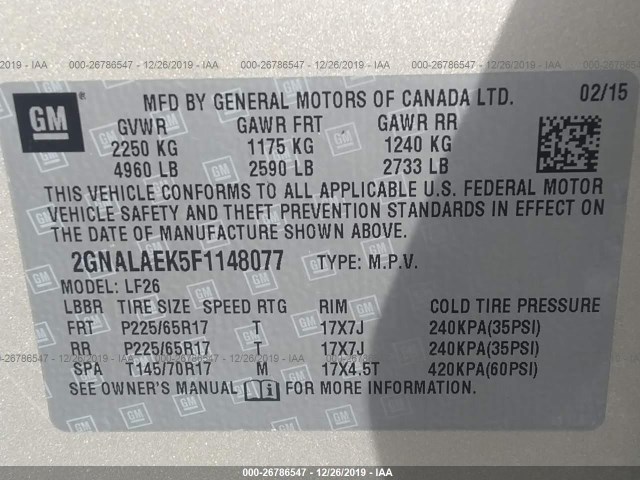 000-26786547 - 12/26/2019 - IAA
GM
MFD BY GENERAL MOTORS OF CANADA LTD. 02/15
GVWR GAWR FRT GAWR RR
2250 KG 1175 KG 1240 KG
4960 LB 2590 LB 2733 LB
THIS VEHICLE CONFORMS TO ALL APPLICABLE U.S. FEDERAL MOTOR
VEHICLE SAFETY AND THEFT PREVENTION STANDARDS IN EFFECT ON
THE DATE OF MANUFACTURE SHOWN ABOVE.
2GNALAEK5F1148077 TYPE: M.P.V.
MODEL: LF26
LBBR TIRE SIZE SPEED RTG RIM COLD TIRE PRESSURE
FRT P225/65R17 T 17X7J 240KPA(35PSI)
RR P225/65R17 T 17X7J 240KPA(35PSI)
SPA T145/70R17 M 17X4.5T 420KPA(60PSI)
SEE OWNER'S MANUAL FOR MORE INFORMATION.
000-26786547 - 12/26/2019 - IAA